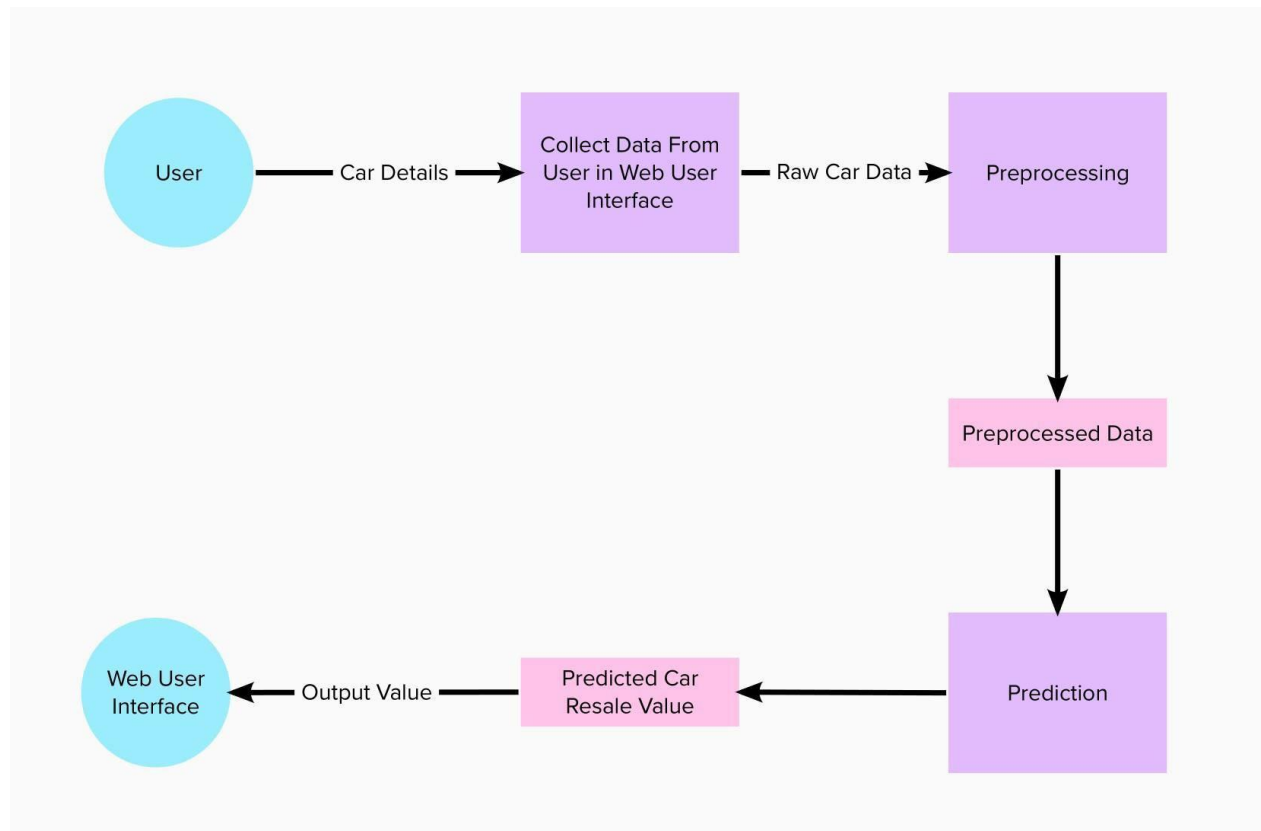 User
Car Details
Collect Data From
User in Web User
Interface
Raw Car Data
Preprocessing
Preprocessed Data
Prediction
Predicted Car
Resale Value
Output Value
Web User
Interface